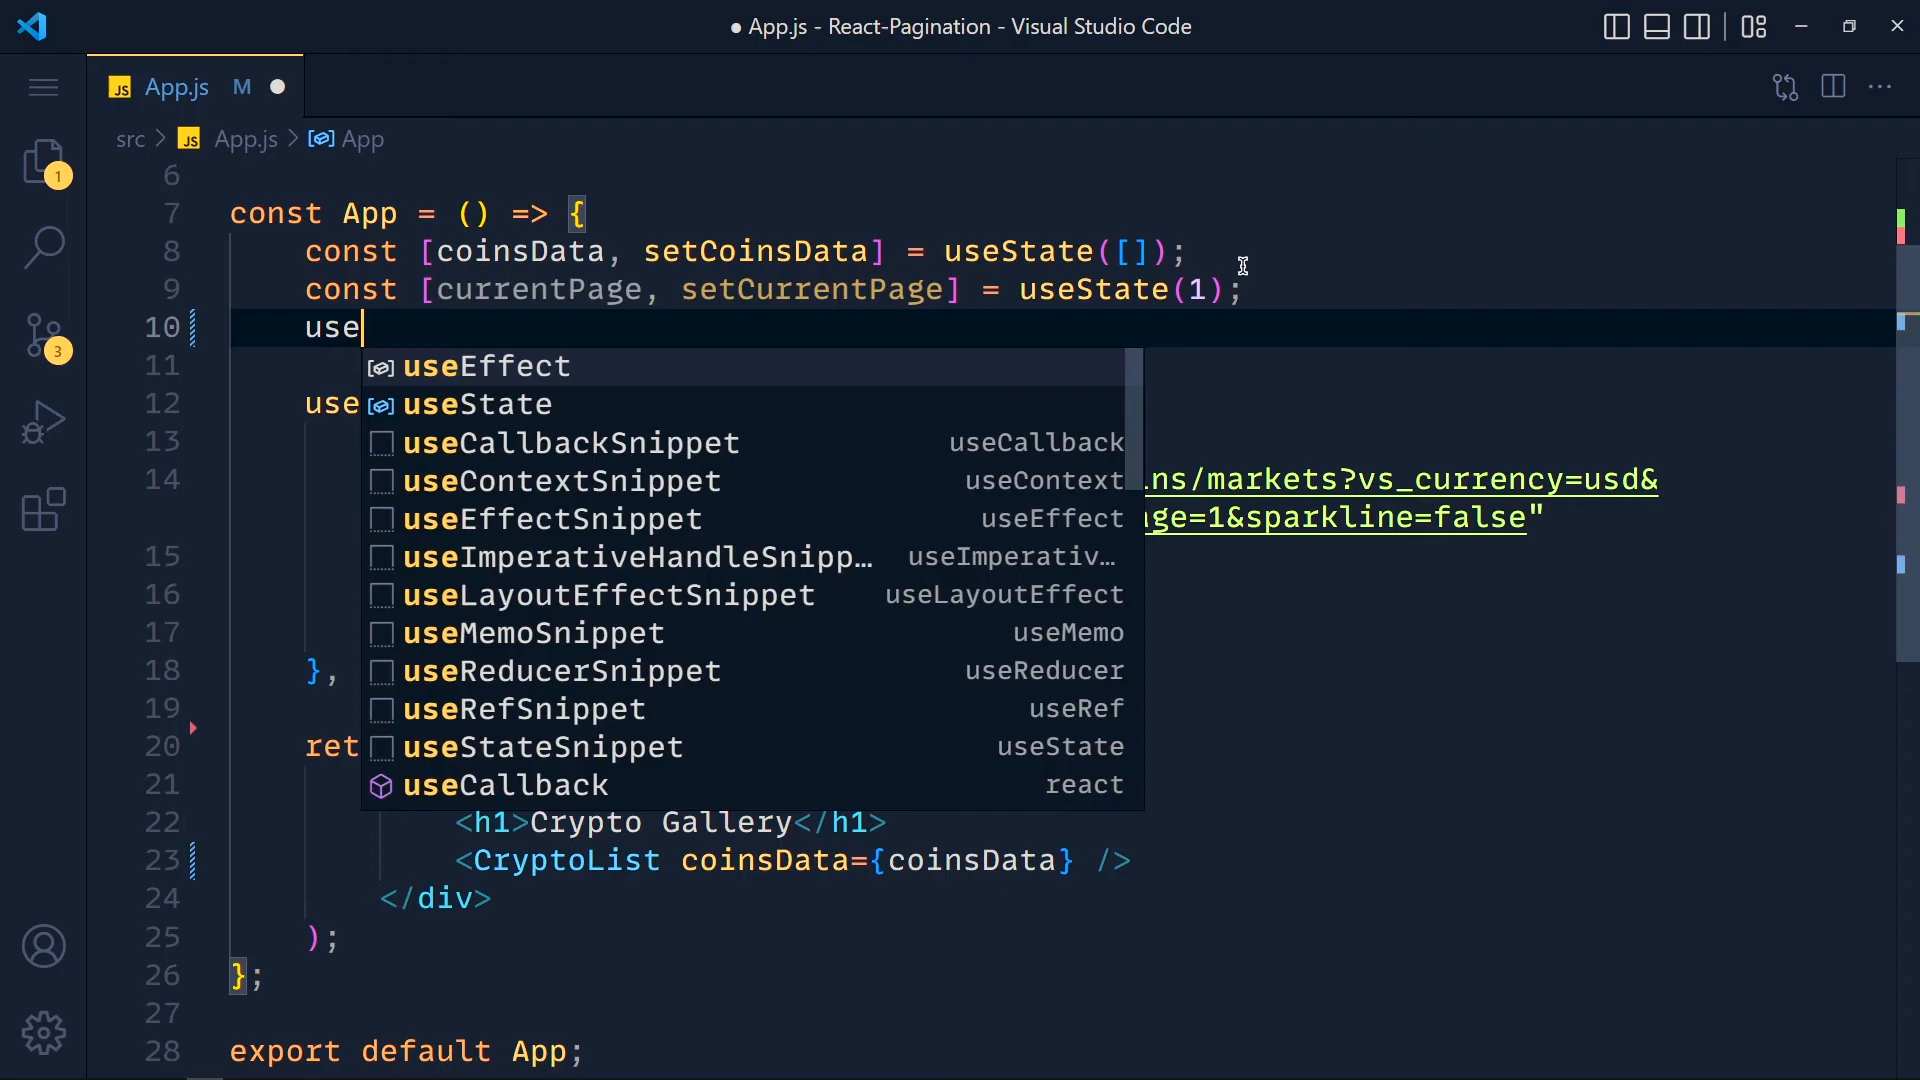 App.js - React-Pagination - Visual Studio Code
JS App.js M
src > JS App.js > App
6
7 const App = () => {
8 const [coinsData, setCoinsData] = useState([]);
9 const [currentPage, setCurrentPage] = useState(1);
10 use
11 useEffect
12 use useState
13 useCallbackSnippet useCallback
14 useContextSnippet useContext ins/markets?vs_currency=usd&
useEffectSnippet useEffect age=1&sparkline=false"
15 useImperativeHandleSnipp… useImperativ…
16 useLayoutEffectSnippet useLayoutEffect
17 useMemoSnippet useMemo
18 }, useReducerSnippet useReducer
19 useRefSnippet useRef
20 ret useStateSnippet useState
21 useCallback react
22 <h1>Crypto Gallery</h1>
23 <CryptoList coinsData={coinsData} />
24 </div>
25 );
26 };
27
28 export default App;
1
3